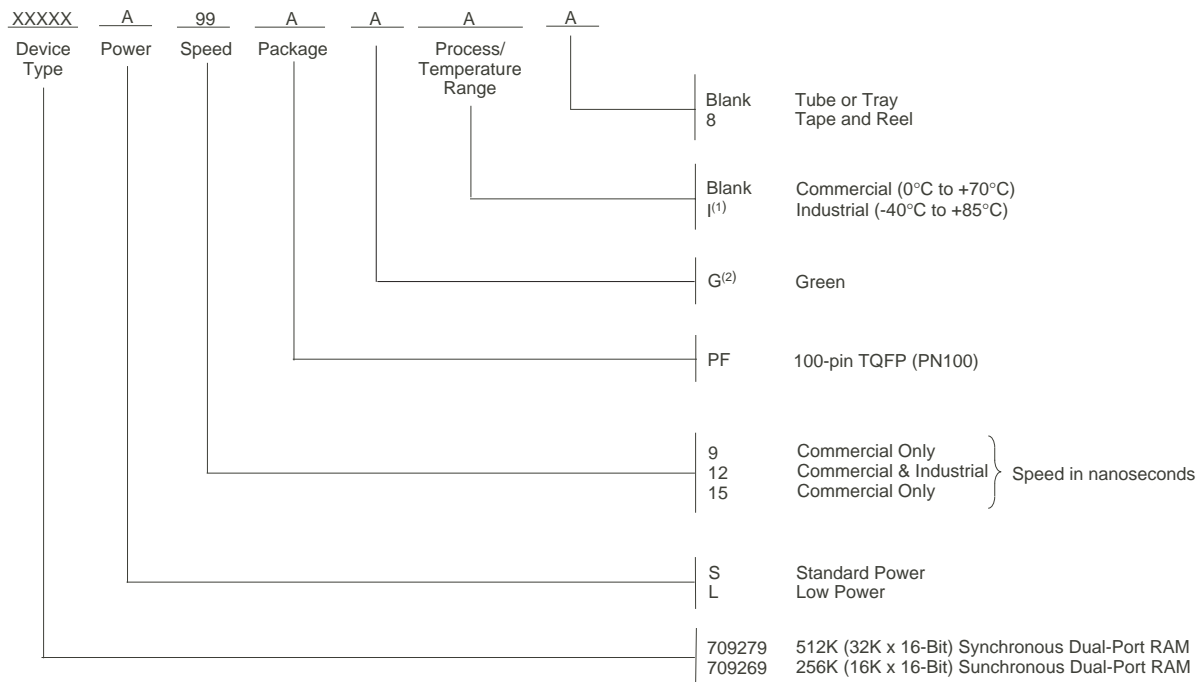 XXXXX A 99 A A A A
Device Type Power Speed Package Process/ Temperature Range
Blank Tube or Tray
8 Tape and Reel
Blank Commercial (0°C to +70°C)
I(1) Industrial (-40°C to +85°C)
G(2) Green
PF 100-pin TQFP (PN100)
9 Commercial Only
12 Commercial & Industrial Speed in nanoseconds
15 Commercial Only
S Standard Power
L Low Power
709279 512K (32K x 16-Bit) Synchronous Dual-Port RAM
709269 256K (16K x 16-Bit) Sunchronous Dual-Port RAM